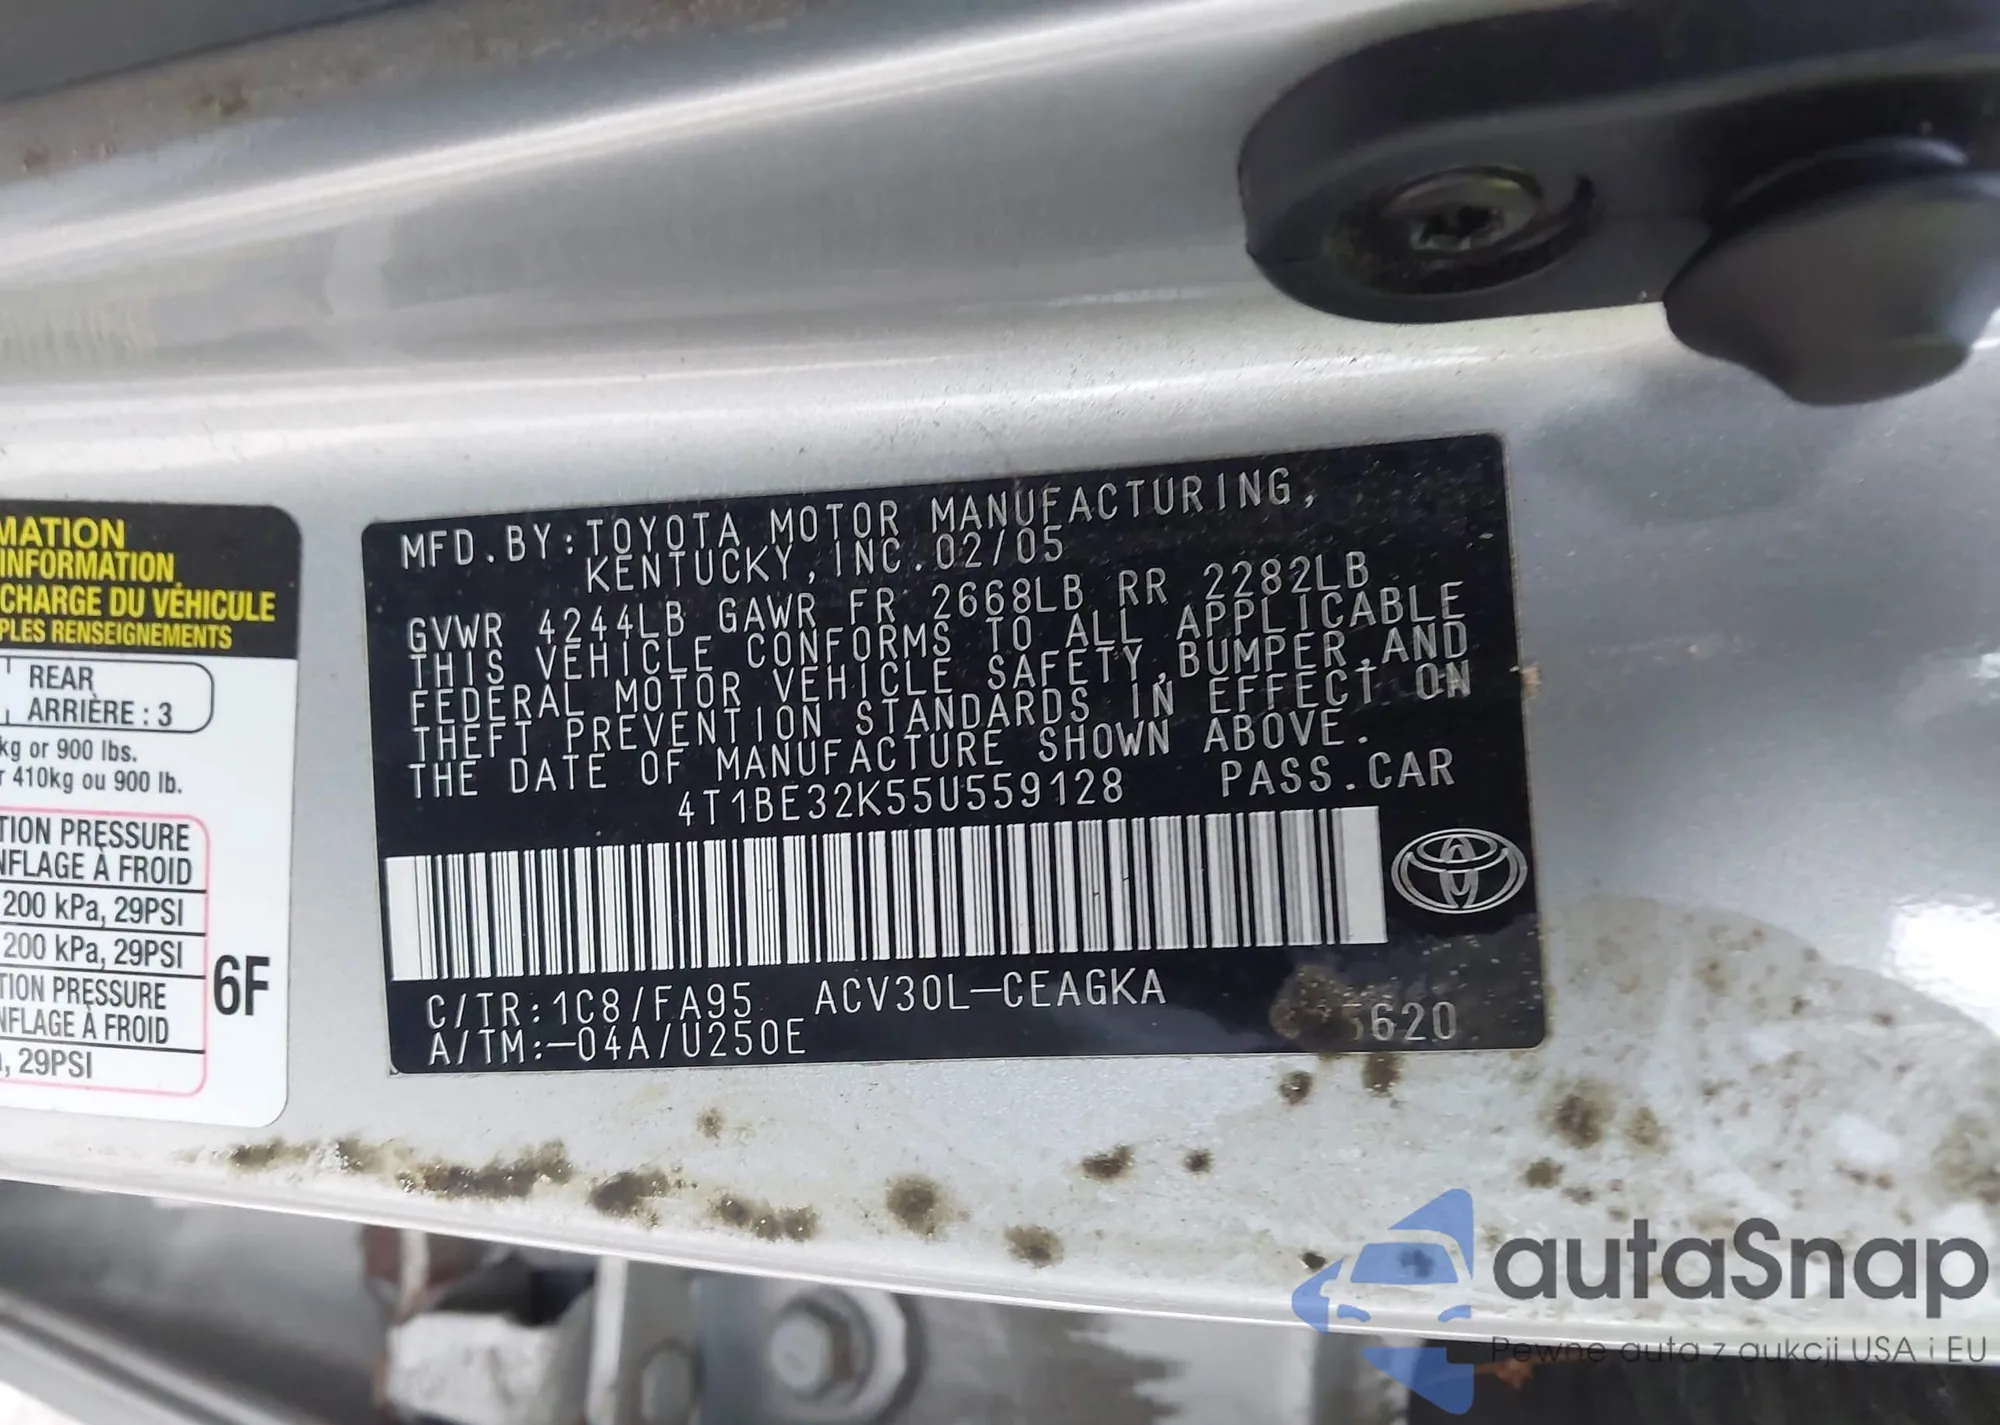 MATION
INFORMATION
CHARGE DU VÉHICULE
PLES RENSEIGNEMENTS
REAR
ARRIÈRE : 3
kg or 900 lbs.
410kg ou 900 lb.
TION PRESSURE
NFLAGE À FROID
200 kPa, 29PSI
200 kPa, 29PSI
TION PRESSURE
NFLAGE À FROID
, 29PSI
6F
MFD.BY:TOYOTA MOTOR MANUFACTURING,
KENTUCKY,INC.02/05
GVWR 4244LB GAWR FR 2668LB RR 2282LB
THIS VEHICLE CONFORMS TO ALL APPLICABLE
FEDERAL MOTOR VEHICLE SAFETY,BUMPER,AND
THEFT PREVENTION STANDARDS IN EFFECT ON
THE DATE OF MANUFACTURE SHOWN ABOVE.
4T1BE32K55U559128 PASS.CAR
C/TR:1C8/FA95 ACV30L-CEAGKA
A/TM:-04A/U250E 5620
autaSnap
Pewne auta z aukcji USA i EU